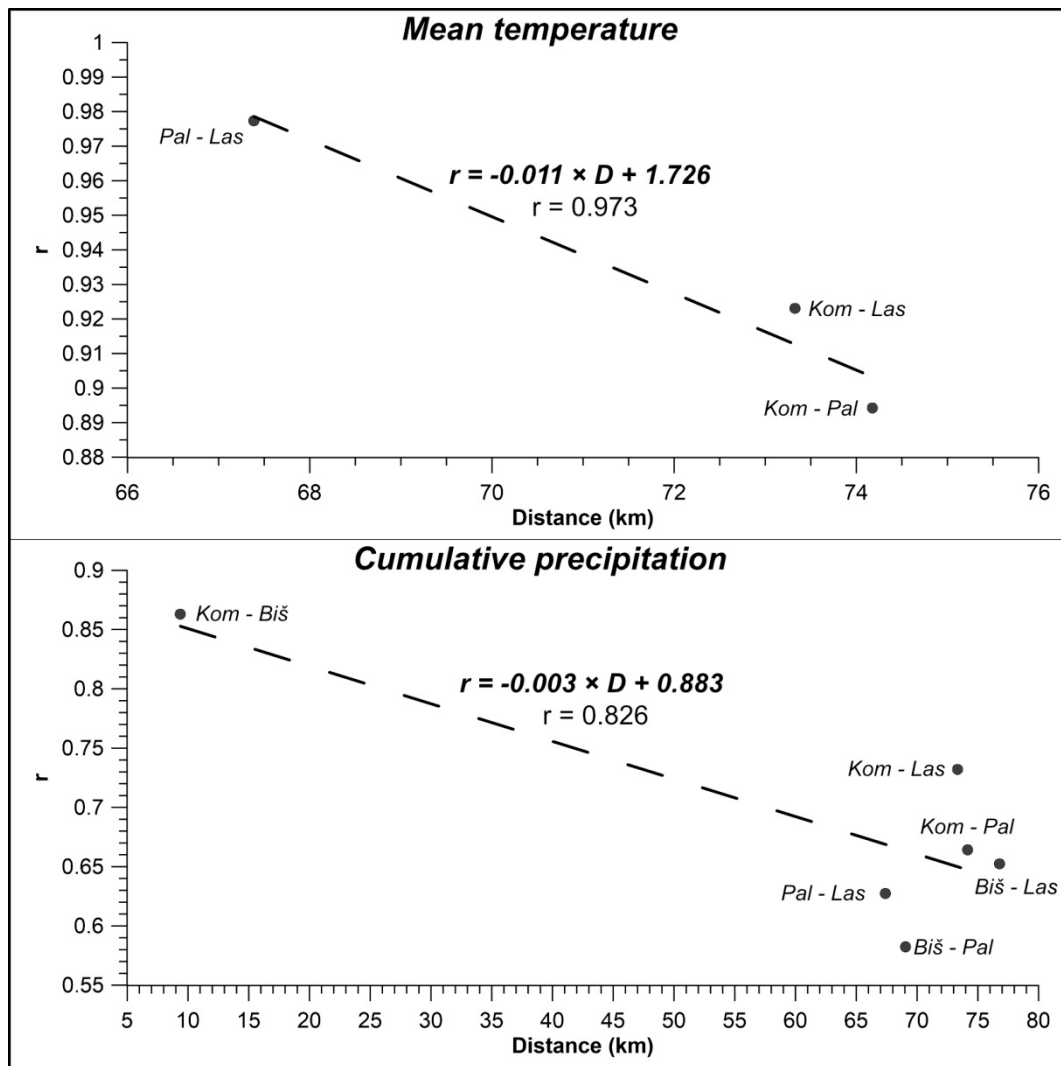 Mean temperature
1
0.99
0.98
0.97
0.96
0.95
0.94
0.93
0.92
0.91
0.9
0.89
0.88
r
Pal - Las
r = -0.011 × D + 1.726
r = 0.973
Kom - Las
Kom - Pal
66 68 70 72 74 76
Distance (km)
Cumulative precipitation
0.9
0.85
0.8
0.75
0.7
0.65
0.6
0.55
r
Kom - Biš
r = -0.003 × D + 0.883
r = 0.826
Kom - Las
Kom - Pal
Pal - Las
Biš - Las
Biš - Pal
5 10 15 20 25 30 35 40 45 50 55 60 65 70 75 80
Distance (km)